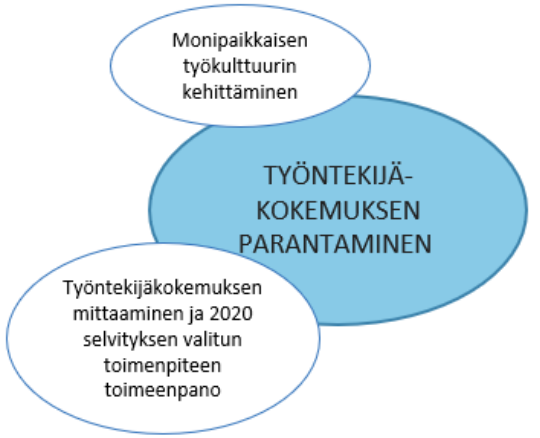 Monipaikkaisen
työkulttuurin
kehittäminen
TYÖNTEKIJÄ-
KOKEMUKSEN
PARANTAMINEN
Työntekijäkokemuksen
mittaaminen ja 2020
selvityksen valitun
toimenpiteen
toimeenpano